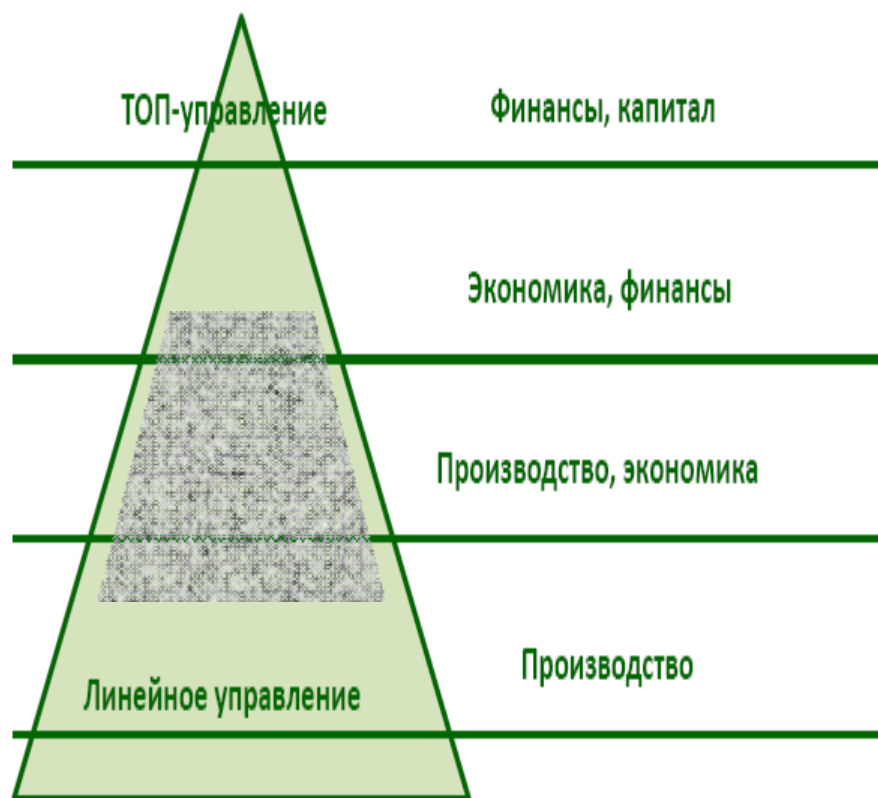 ТОП-управление
Финансы, капитал
Экономика, финансы
Производство, экономика
Производство
Линейное управление